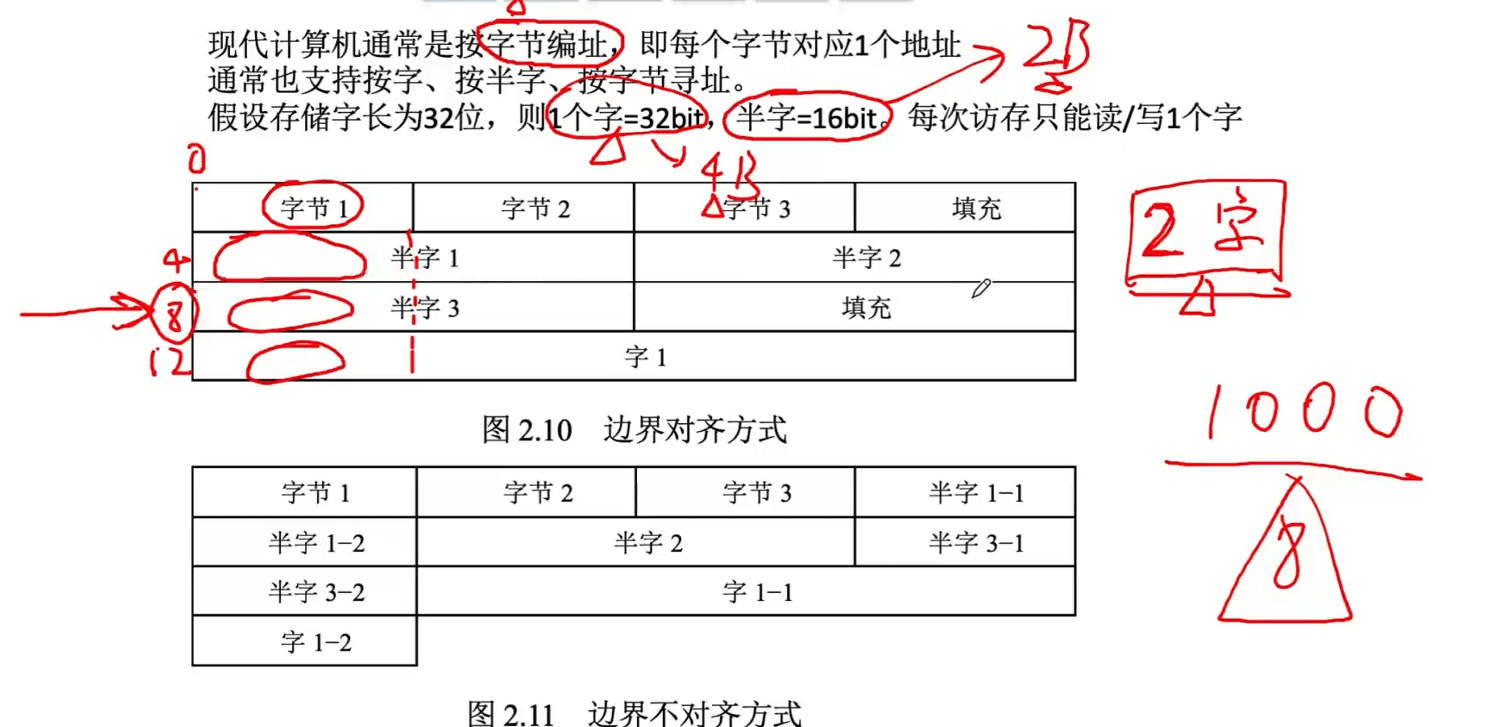 现代计算机通常是按字节编址，即每个字节对应1个地址
通常也支持按字、按半字、按字节寻址。
假设存储字长为32位，则1个字=32bit，半字=16bit。每次访存只能读/写1个字
2B
4B
0
字节 1 字节 2 字节 3 填充
4 半字 1 半字 2
8 半字 3 填充
12 字 1
2 字
图 2.10 边界对齐方式
1000
8
字节 1 字节 2 字节 3 半字 1-1
半字 1-2 半字 2 半字 3-1
半字 3-2 字 1-1
字 1-2
图 2.11 边界不对齐方式